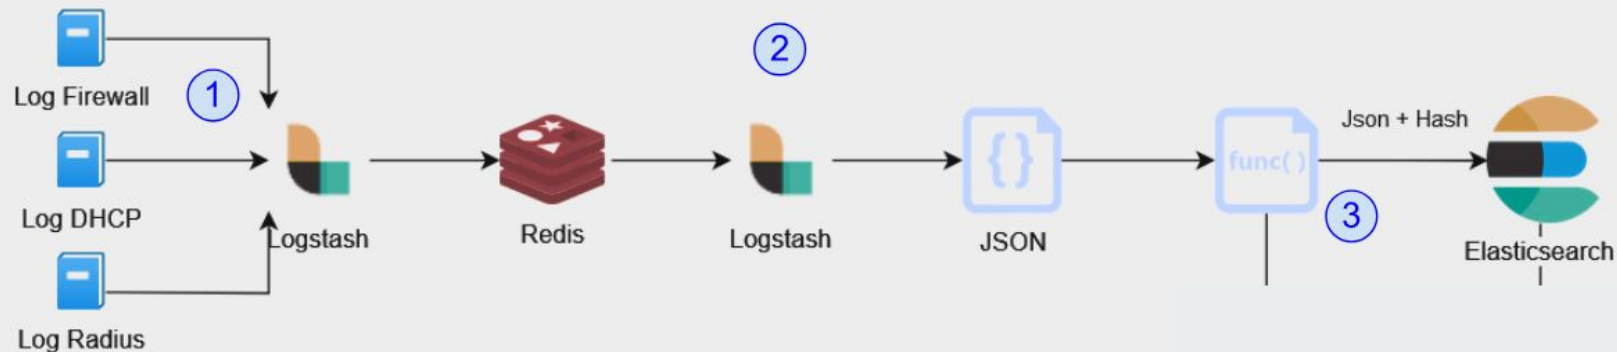 Log Firewall
1
Log DHCP
Log Radius
Logstash
Redis
2
Logstash
{}
JSON
func()
Json + Hash
3
Elasticsearch